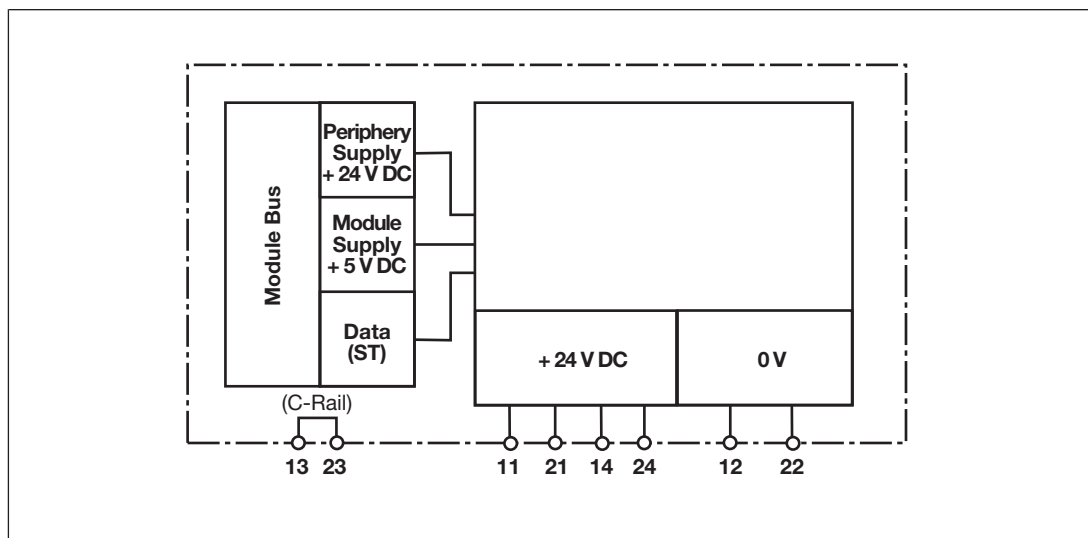 Module Bus
Periphery
Supply
+ 24 V DC
Module
Supply
+ 5 V DC
Data
(ST)
+ 24 V DC
0 V
(C-Rail)
13 23 11 21 14 24 12 22